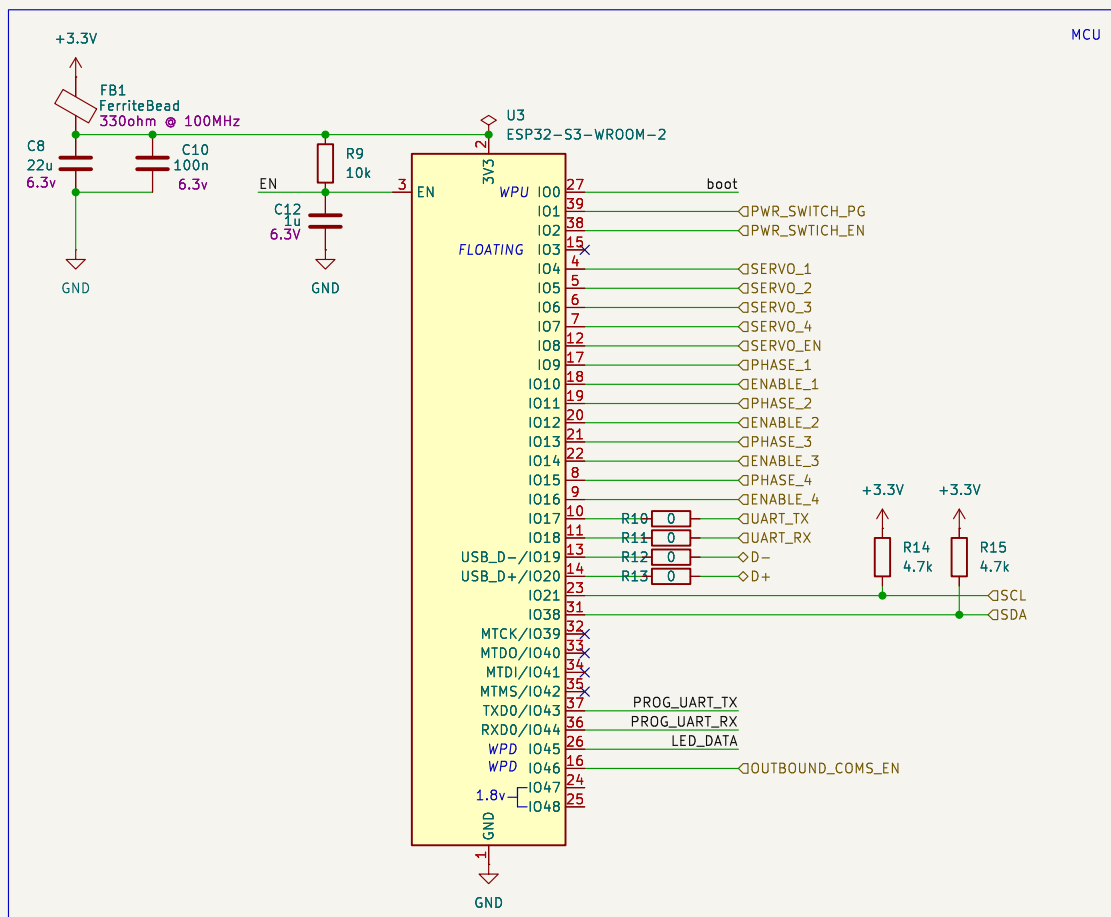 MCU
+3.3V
FB1
FerriteBead
330ohm @ 100MHz
C8
22u
6.3v
C10
100n
6.3v
GND
R9
10k
EN
C12
1u
6.3V
GND
U3
ESP32-S3-WROOM-2
2
3V3
3 EN
WPU IO0 27 boot
IO1 39 PWR_SWITCH_PG
IO2 38 PWR_SWTICH_EN
FLOATING IO3 15
IO4 4 SERVO_1
IO5 5 SERVO_2
IO6 6 SERVO_3
IO7 7 SERVO_4
IO8 12 SERVO_EN
IO9 17 PHASE_1
IO10 18 ENABLE_1
IO11 19 PHASE_2
IO12 20 ENABLE_2
IO13 21 PHASE_3
IO14 22 ENABLE_3
IO15 8 PHASE_4
IO16 9 ENABLE_4
IO17 10 R10 0 UART_TX
IO18 11 R11 0 UART_RX
USB_D-/IO19 13 R12 0 D-
USB_D+/IO20 14 R13 0 D+
IO21 23 SCL
IO38 31 SDA
MTCK/IO39 32
MTDO/IO40 33
MTDI/IO41 34
MTMS/IO42 35
TXD0/IO43 37 PROG_UART_TX
RXD0/IO44 36 PROG_UART_RX
WPD IO45 26 LED_DATA
WPD IO46 16 OUTBOUND_COMS_EN
IO47 24
1.8v
IO48 25
GND
1
GND
+3.3V
R14
4.7k
+3.3V
R15
4.7k